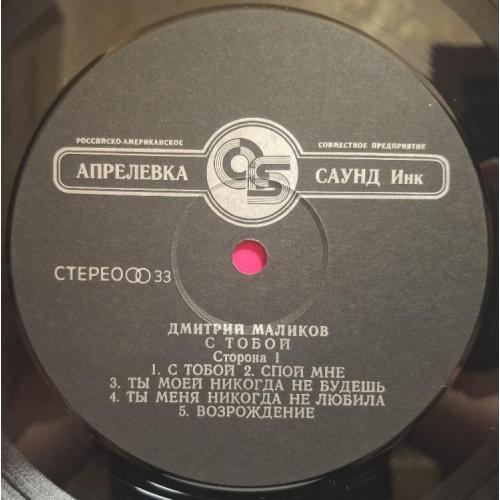 РОССИЙСКО-АМЕРИКАНСКОЕ СОВМЕСТНОЕ ПРЕДПРИЯТИЕ
АПРЕЛЕВКА САУНД Инк
СТЕРЕО 33
ДМИТРИЙ МАЛИКОВ
С ТОБОЙ
Сторона 1
1. С ТОБОЙ 2. СПОЙ МНЕ
3. ТЫ МОЕЙ НИКОГДА НЕ БУДЕШЬ
4. ТЫ МЕНЯ НИКОГДА НЕ ЛЮБИЛА
5. ВОЗРОЖДЕНИЕ